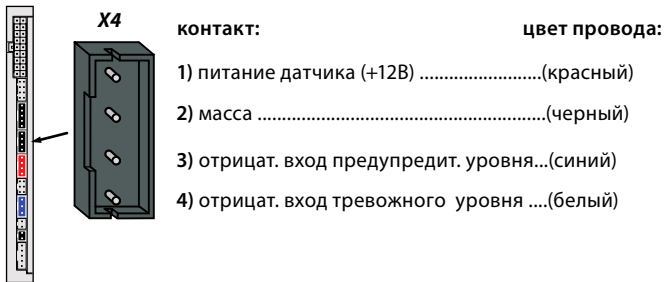 X4
контакт: цвет провода:
1) питание датчика (+12В) ..........................(красный)
2) масса ..............................................................(черный)
3) отрицат. вход предупредит. уровня...(синий)
4) отрицат. вход тревожного уровня ....(белый)